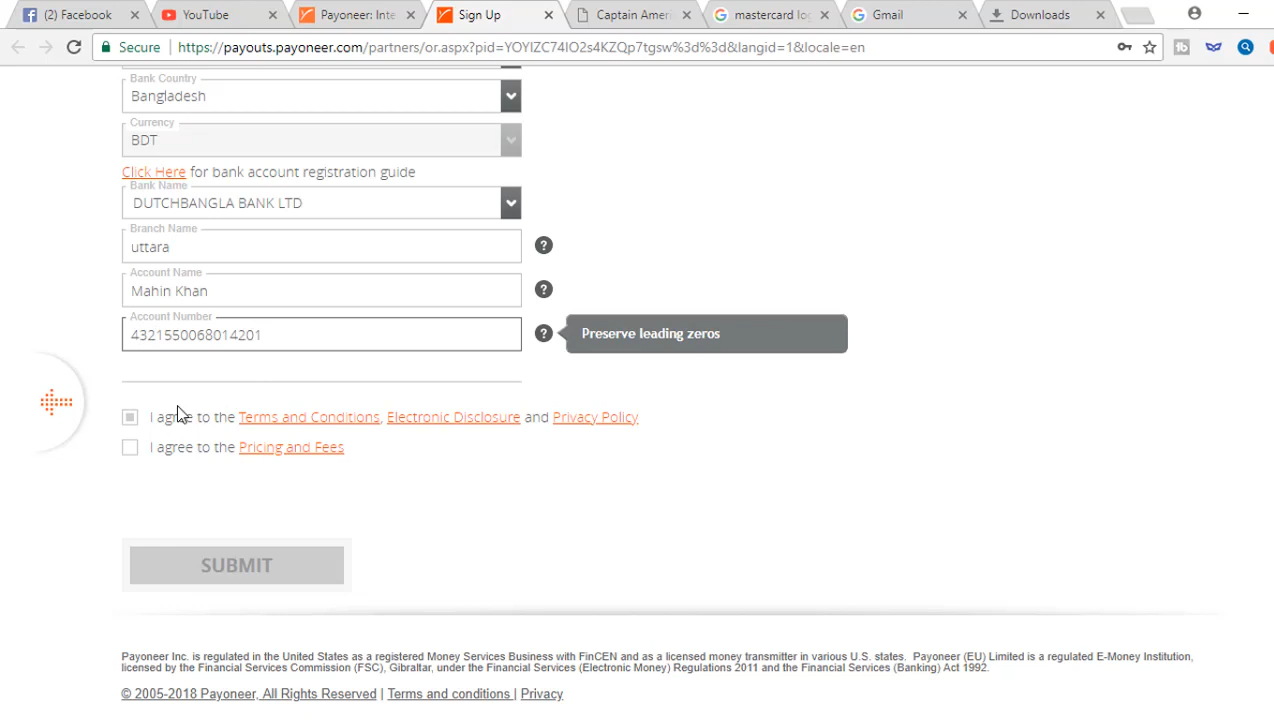 (2) Facebook
YouTube
Payoneer: Inte
Sign Up
Captain Ameri
mastercard log
Gmail
Downloads
Secure
https://payouts.payoneer.com/partners/or.aspx?pid=YOYIZC74IO2s4KZQp7tgsw%3d%3d&langid=1&locale=en
Bank Country
Bangladesh
Currency
BDT
Click Here for bank account registration guide
Bank Name
DUTCHBANGLA BANK LTD
Branch Name
uttara
?
Account Name
Mahin Khan
?
Account Number
4321550068014201
?
Preserve leading zeros
I agree to the Terms and Conditions, Electronic Disclosure and Privacy Policy
I agree to the Pricing and Fees
SUBMIT
Payoneer Inc. is regulated in the United States as a registered Money Services Business with FinCEN and as a licensed money transmitter in various U.S. states. Payoneer (EU) Limited is a regulated E-Money Institution,
licensed by the Financial Services Commission (FSC), Gibraltar, under the Financial Services (Electronic Money) Regulations 2011 and the Financial Services (Banking) Act 1992.
© 2005-2018 Payoneer, All Rights Reserved | Terms and conditions | Privacy